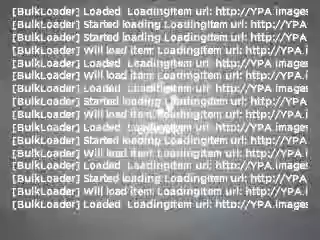 [BulkLoader] Loaded LoadingItem url: http://YPA.image
[BulkLoader] Started loading LoadingItem url: http://YPA
[BulkLoader] Started loading LoadingItem url: http://YPA
[BulkLoader] Will load item LoadingItem url: http://YPA.i
[BulkLoader] Loaded LoadingItem url: http://YPA.image
[BulkLoader] Will load item LoadingItem url: http://YPA.i
[BulkLoader] Loaded LoadingItem url: http://YPA.image
[BulkLoader] Started loading LoadingItem url: http://YPA
[BulkLoader] Will load item LoadingItem url: http://YPA.i
[BulkLoader] Loaded LoadingItem url: http://YPA.image
[BulkLoader] Started loading LoadingItem url: http://YPA
[BulkLoader] Will load item LoadingItem url: http://YPA.i
[BulkLoader] Loaded LoadingItem url: http://YPA.image
[BulkLoader] Started loading LoadingItem url: http://YPA
[BulkLoader] Will load item LoadingItem url: http://YPA.i
[BulkLoader] Loaded LoadingItem url: http://YPA.image